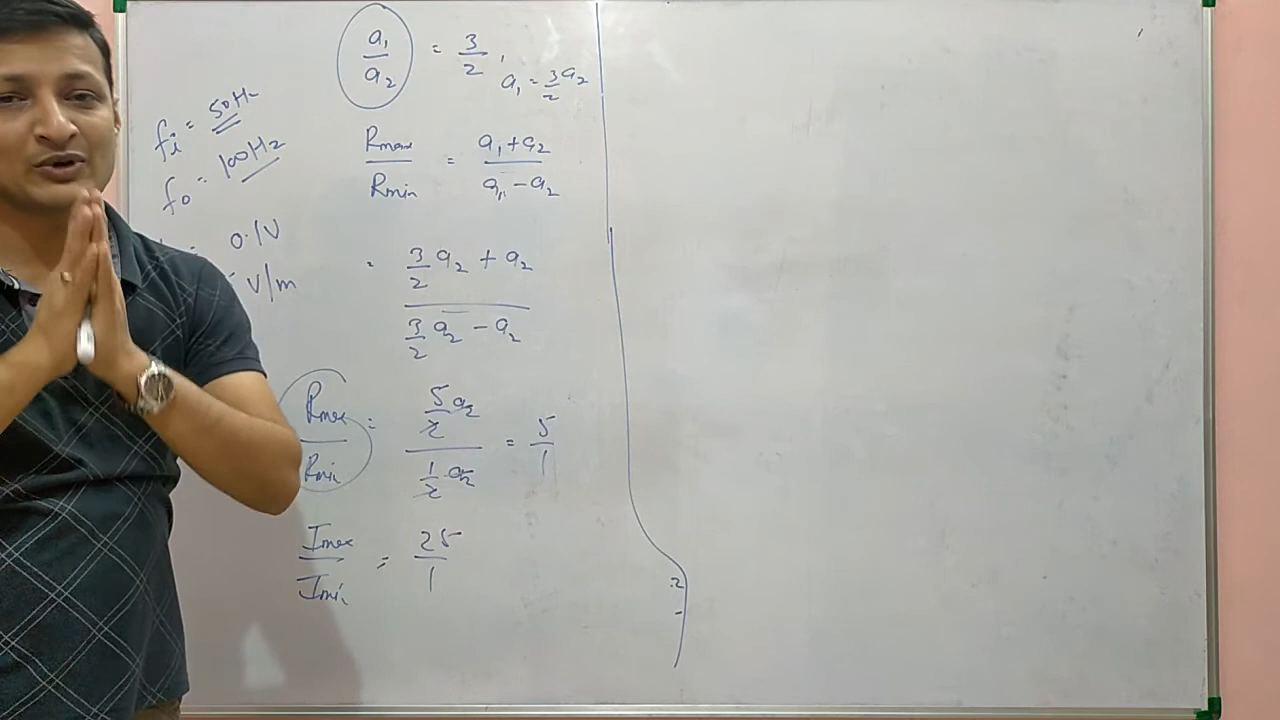 a₁/a₂ = 3/2, a₁ = 3/2 a₂
fᵢ = 50Hz
f₀ = 100Hz
Rmax/Rmin = a₁+a₂/a₁-a₂
0.1V
V/m
= 3/2 a₂ + a₂ / 3/2 a₂ - a₂
Rmax/Rmin = 5/2 a₂ / 1/2 a₂ = 5/1
Imax/Imin = 25/1
2
-